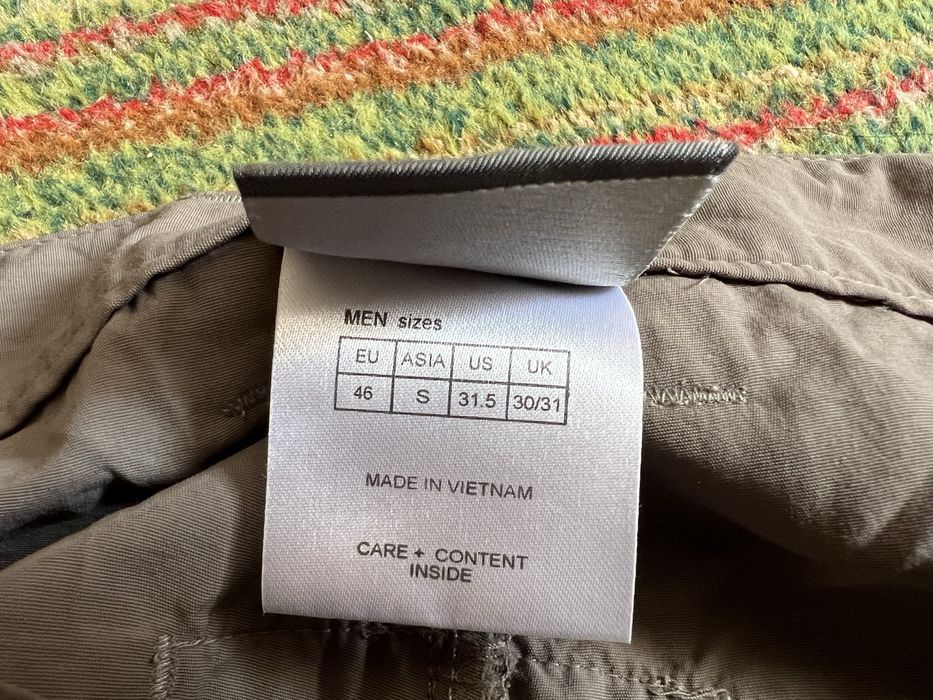 MEN sizes
EU ASIA US UK
46 S 31.5 30/31
MADE IN VIETNAM
CARE + CONTENT
INSIDE